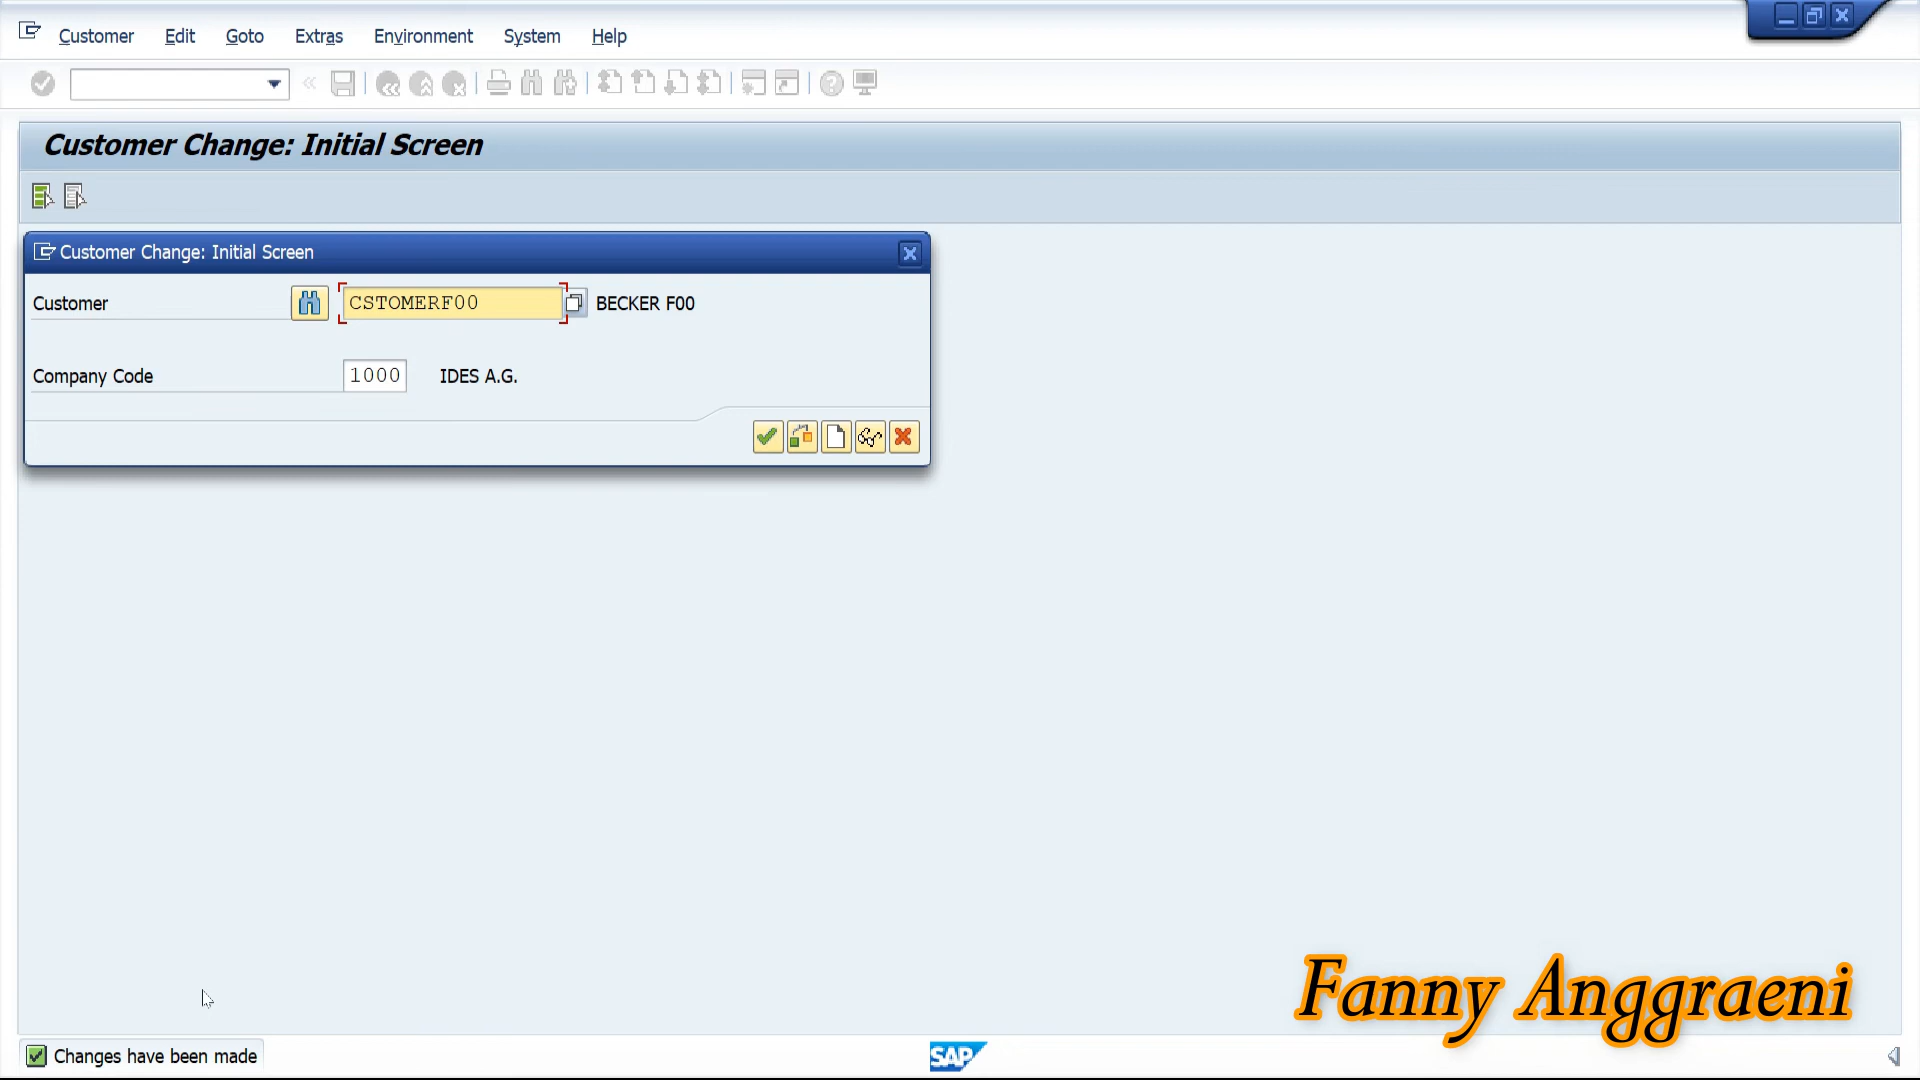 Customer Edit Goto Extras Environment System Help
Customer Change: Initial Screen
Customer Change: Initial Screen
Customer CSTOMERF00 BECKER F00
Company Code 1000 IDES A.G.
Fanny Anggraeni
Changes have been made
SAP